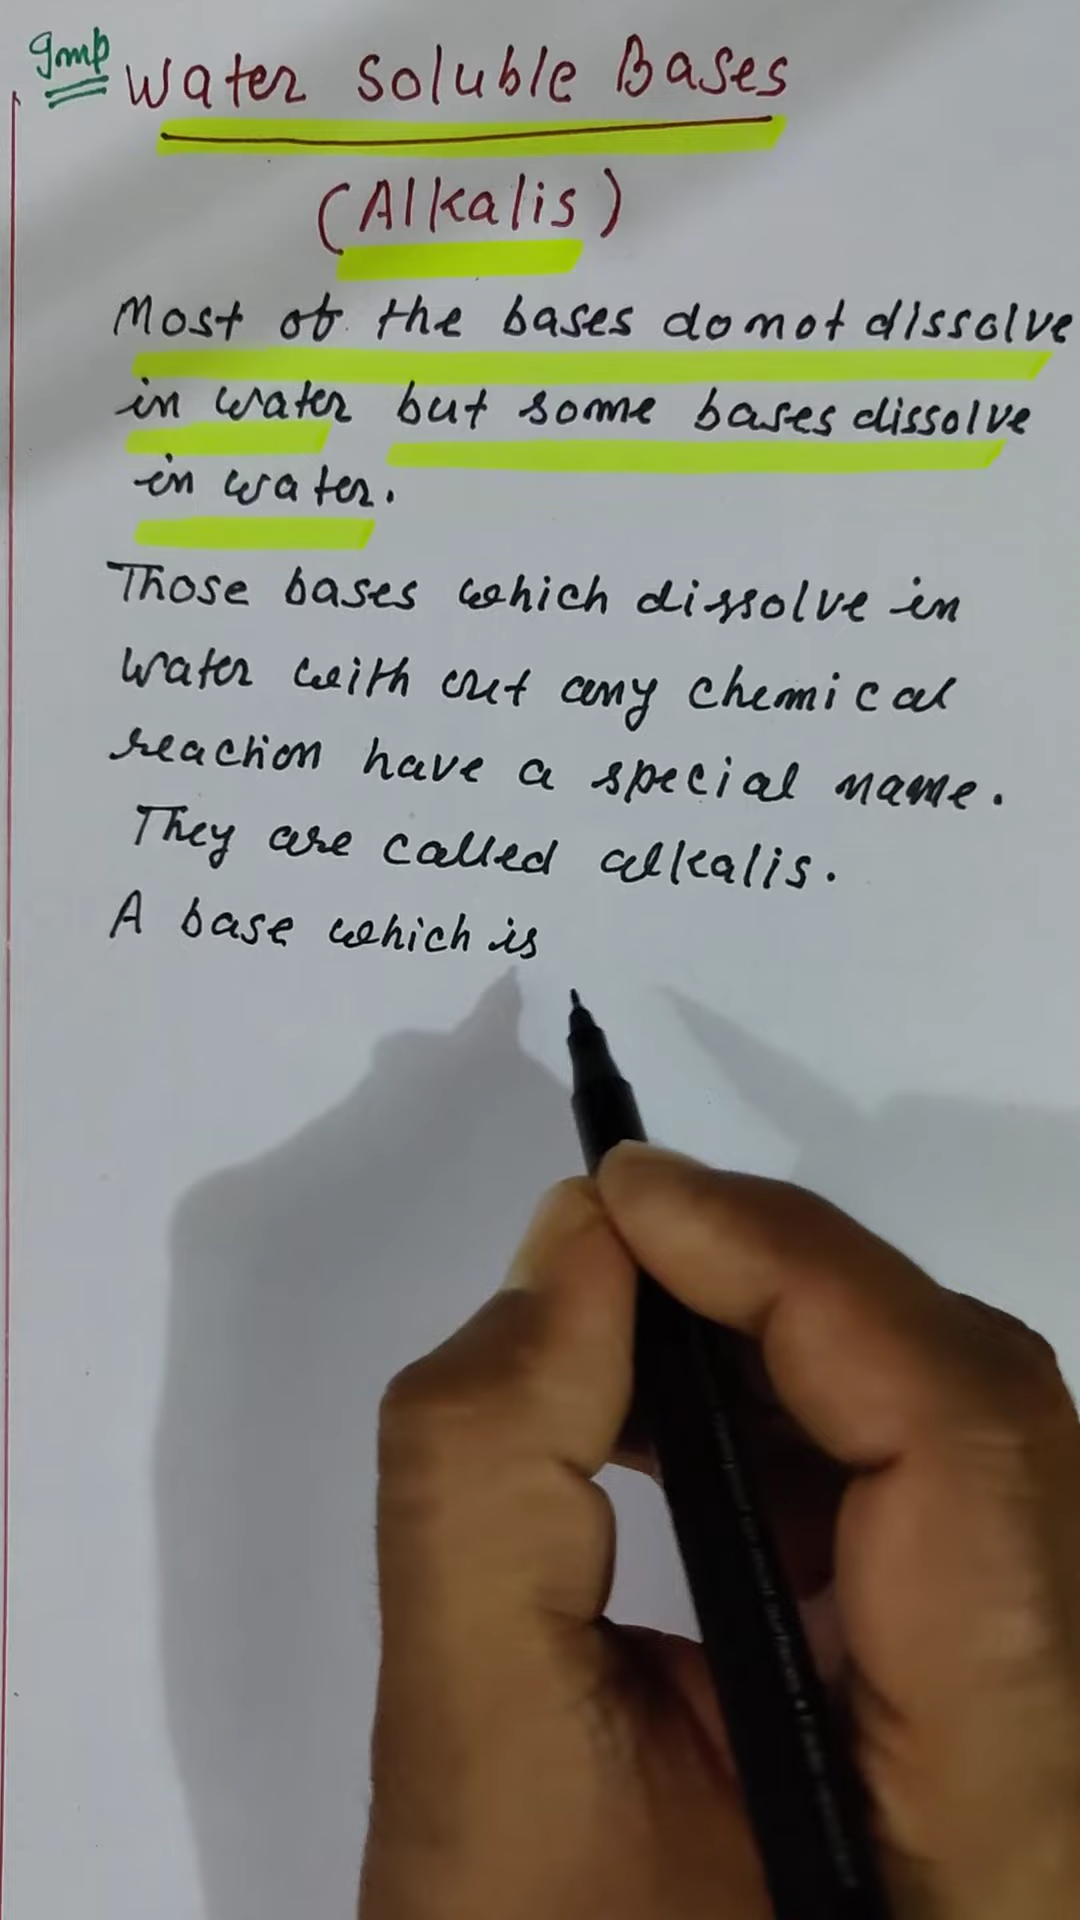 Imp
Water Soluble Bases
(Alkalis)
Most of the bases do not dissolve
in water but some bases dissolve
in water.
Those bases which dissolve in
water with out any chemical
reaction have a special name.
They are called alkalis.
A base which is